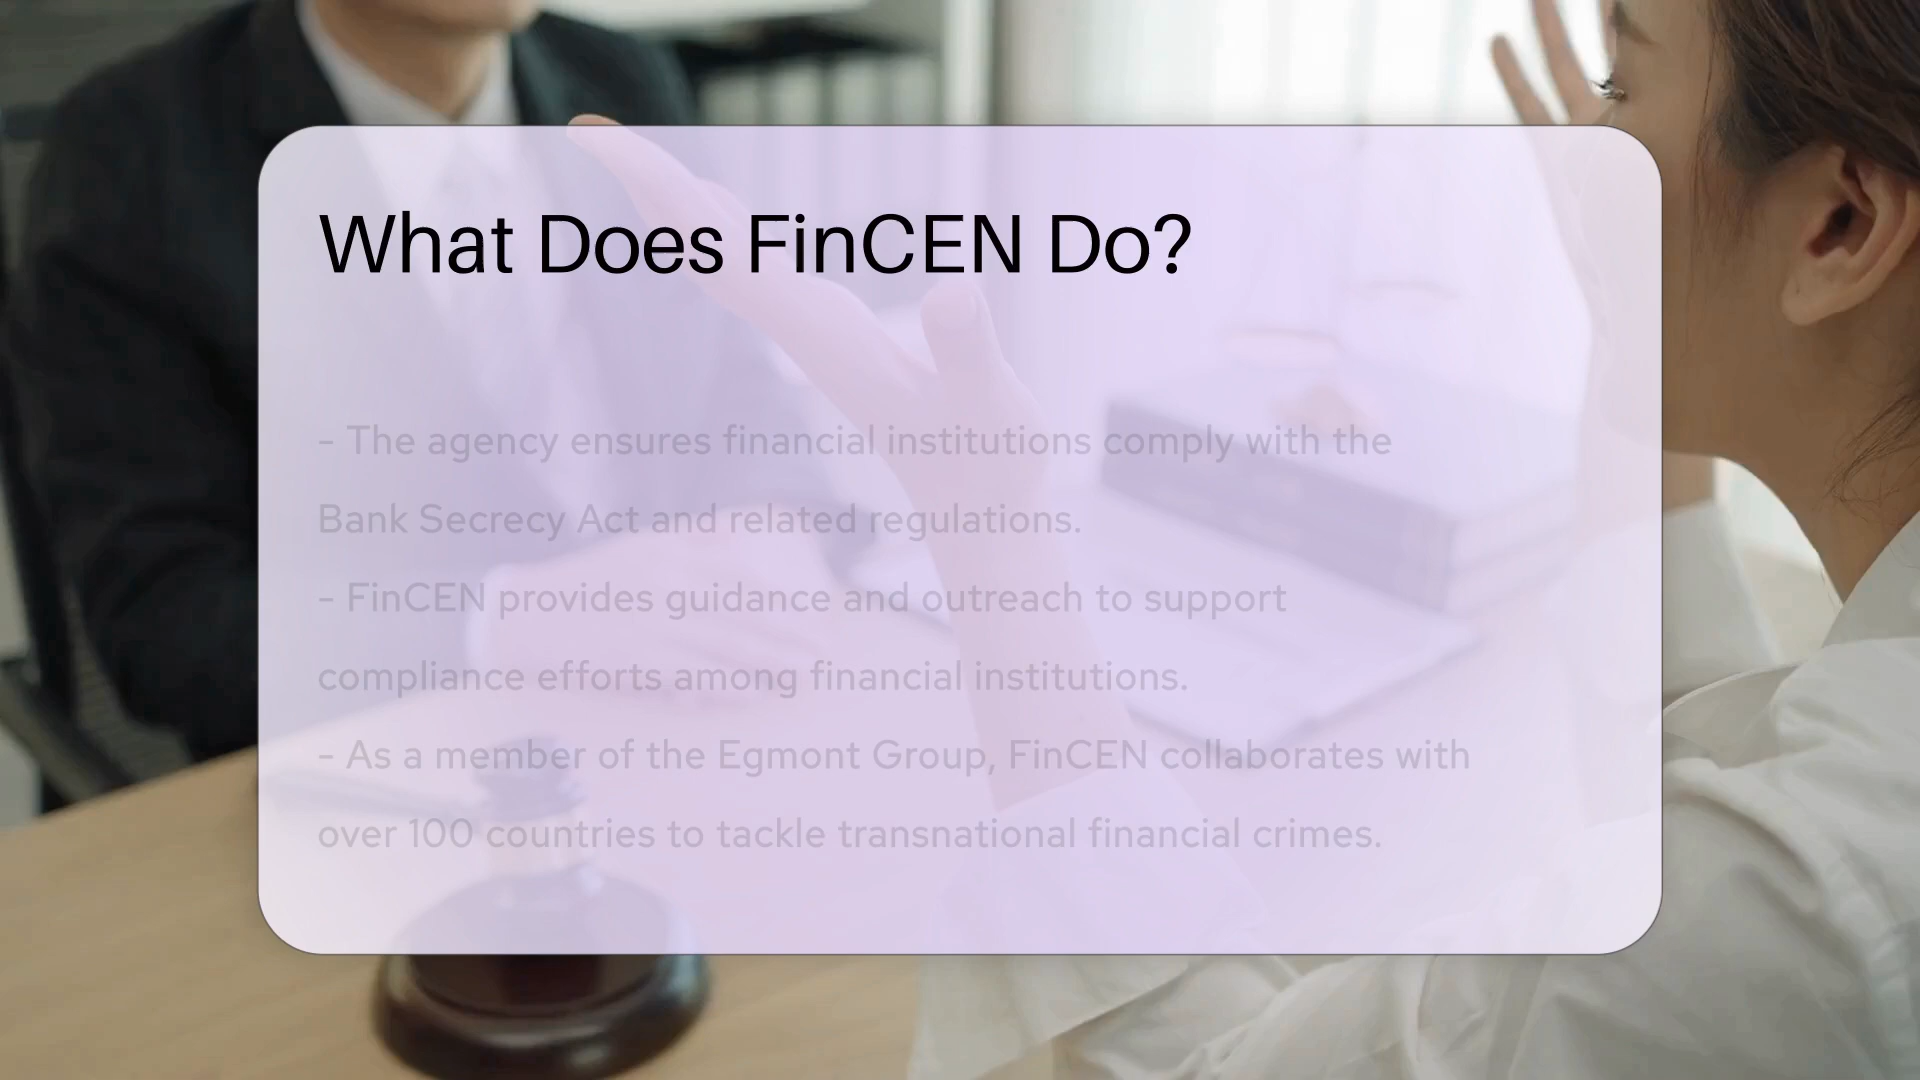 What Does FinCEN Do?
- The agency ensures financial institutions comply with the
Bank Secrecy Act and related regulations.
- FinCEN provides guidance and outreach to support
compliance efforts among financial institutions.
- As a member of the Egmont Group, FinCEN collaborates with
over 100 countries to tackle transnational financial crimes.